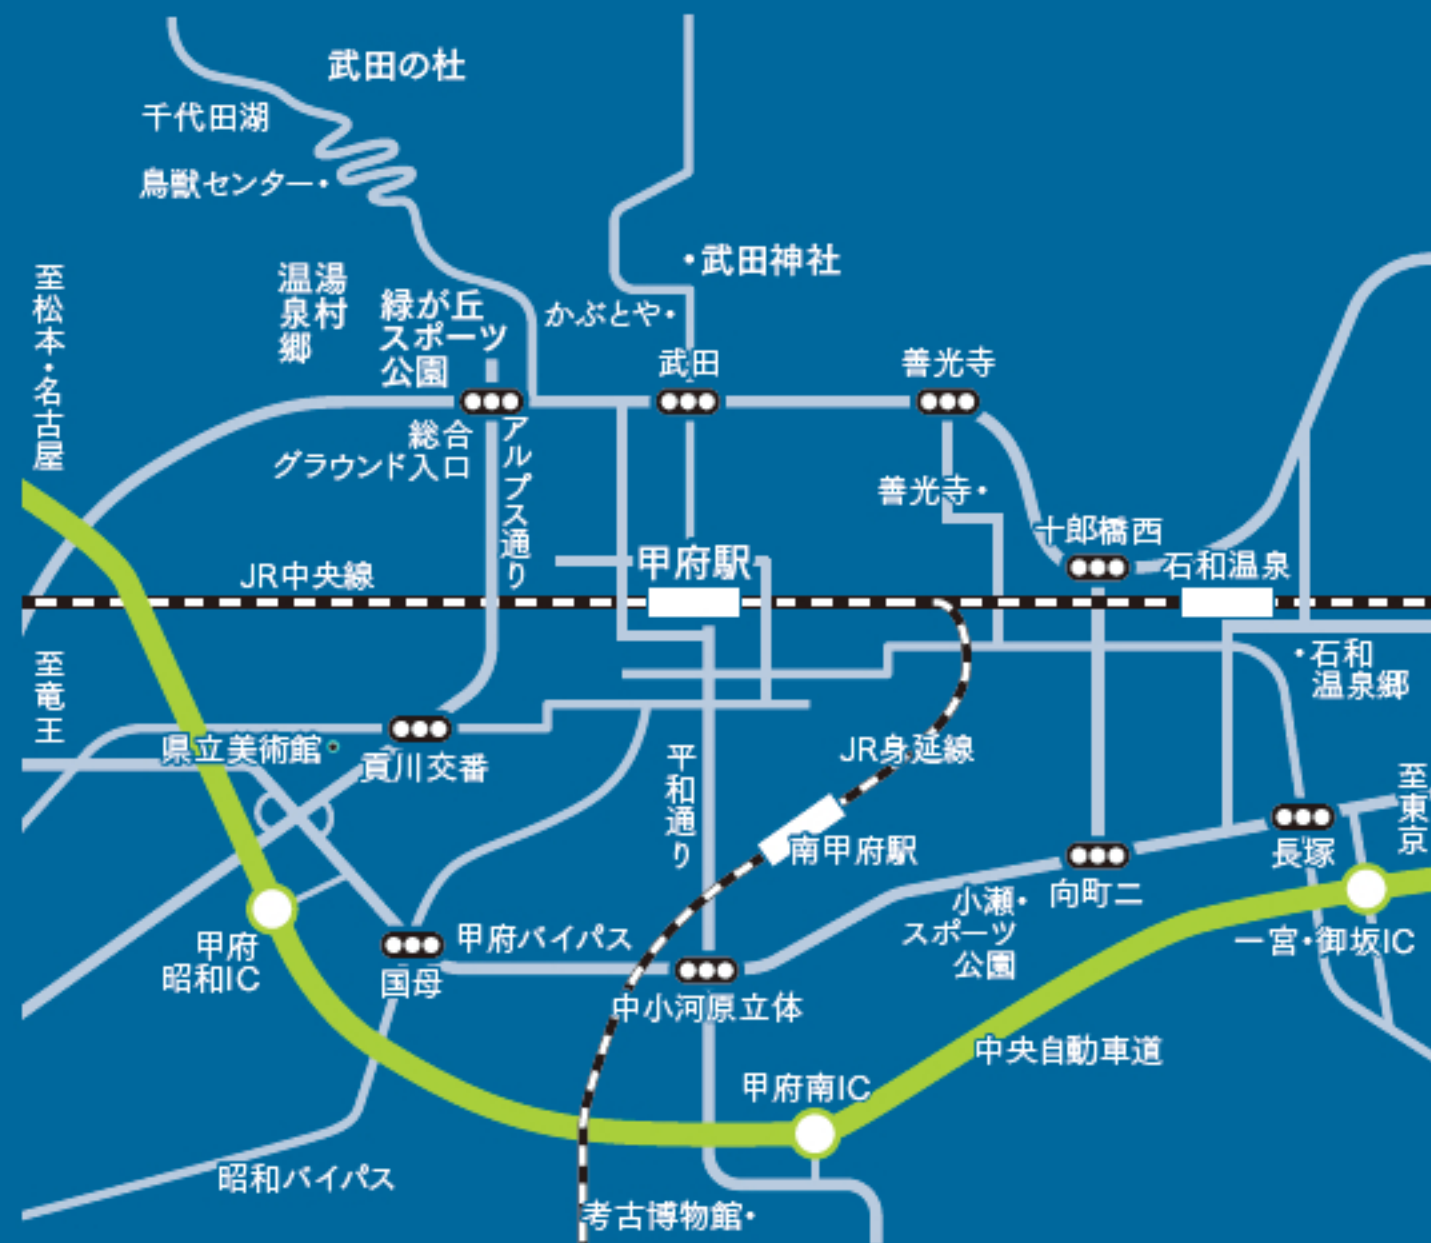 武田の杜
千代田湖
鳥獣センター・
・武田神社
至松本・名古屋
湯村
温泉郷
緑が丘
スポーツ
公園
かぶとや・
武田
善光寺
総合
グラウンド入口
アルプス通り
善光寺・
十郎橋西
甲府駅
石和温泉
JR中央線
至竜王
・石和
温泉郷
県立美術館・
貢川交番
平和通り
JR身延線
至東京
南甲府駅
長塚
向町二
小瀬・
スポーツ
公園
甲府
昭和IC
甲府バイパス
国母
一宮・御坂IC
中小河原立体
中央自動車道
甲府南IC
昭和バイパス
考古博物館・